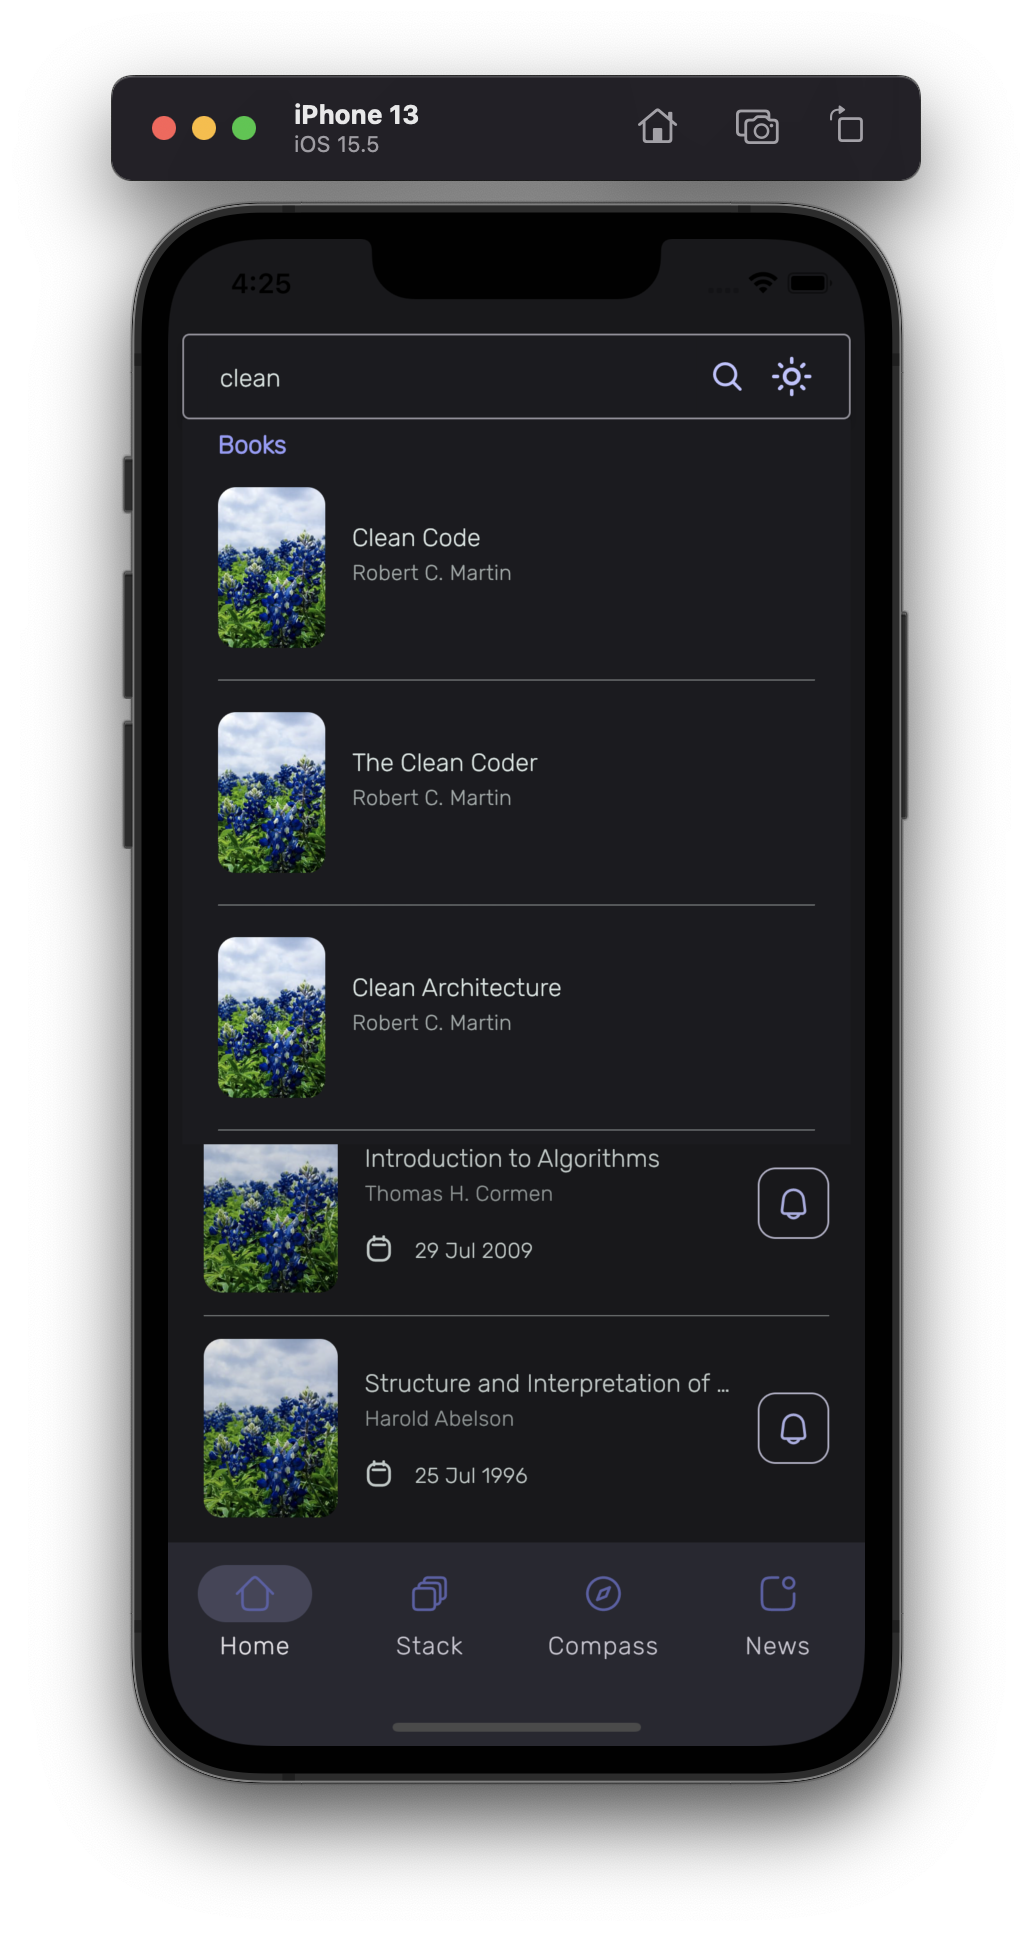 iPhone 13
iOS 15.5
4:25
clean
Books
Clean Code
Robert C. Martin
The Clean Coder
Robert C. Martin
Clean Architecture
Robert C. Martin
Introduction to Algorithms
Thomas H. Cormen
29 Jul 2009
Structure and Interpretation of ...
Harold Abelson
25 Jul 1996
Home Stack Compass News